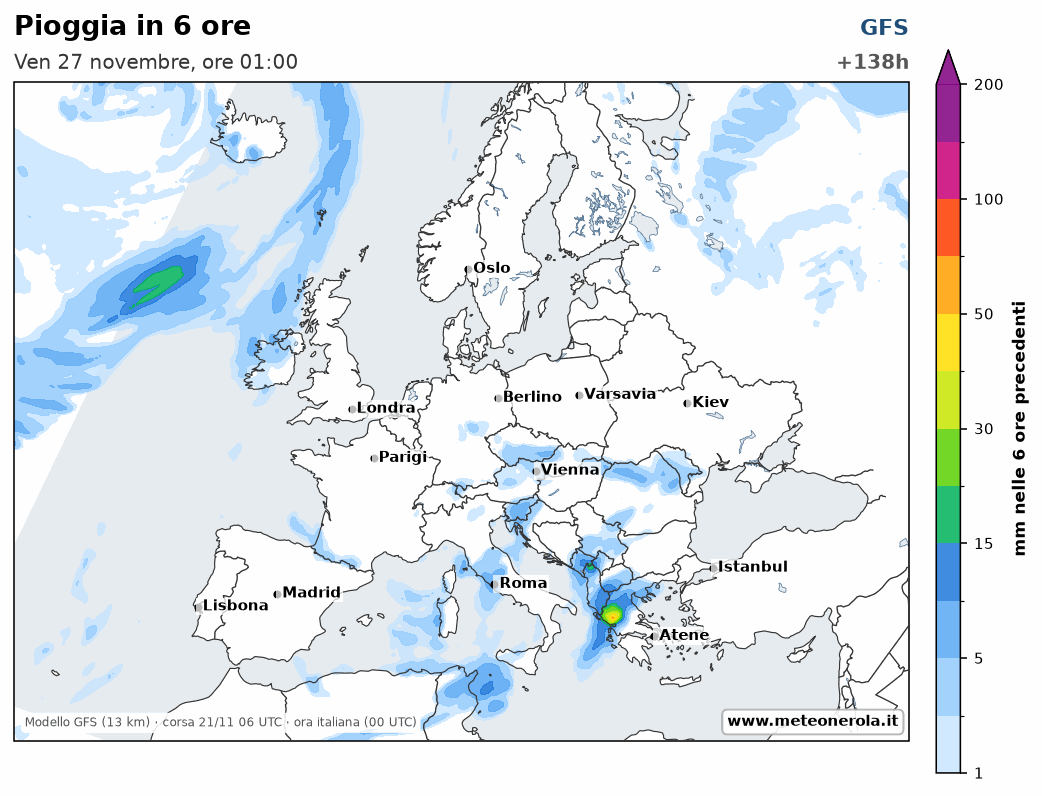 Pioggia in 6 ore
GFS
Ven 27 novembre, ore 01:00
+138h
200
100
50
30
15
5
1
mm nelle 6 ore precedenti
Oslo
Berlino
Varsavia
Kiev
Londra
Parigi
Vienna
Istanbul
Roma
Madrid
Lisbona
Atene
Modello GFS (13 km) · corsa 21/11 06 UTC · ora italiana (00 UTC)
www.meteonerola.it